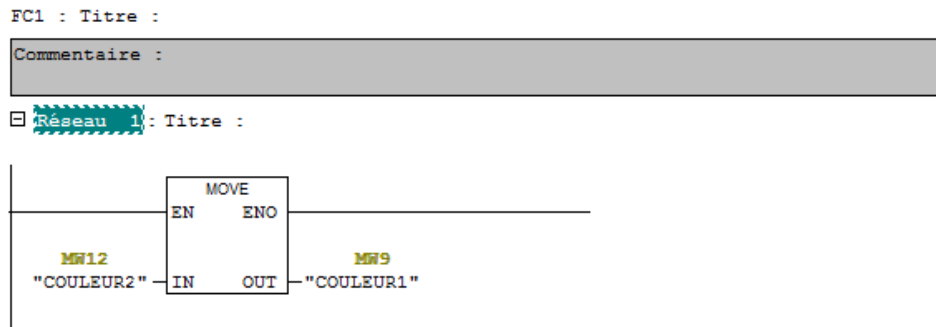 FC1 : Titre :
Commentaire :
Réseau 1 : Titre :
MOVE
EN ENO
MW12 MW9
"COULEUR2" IN OUT "COULEUR1"